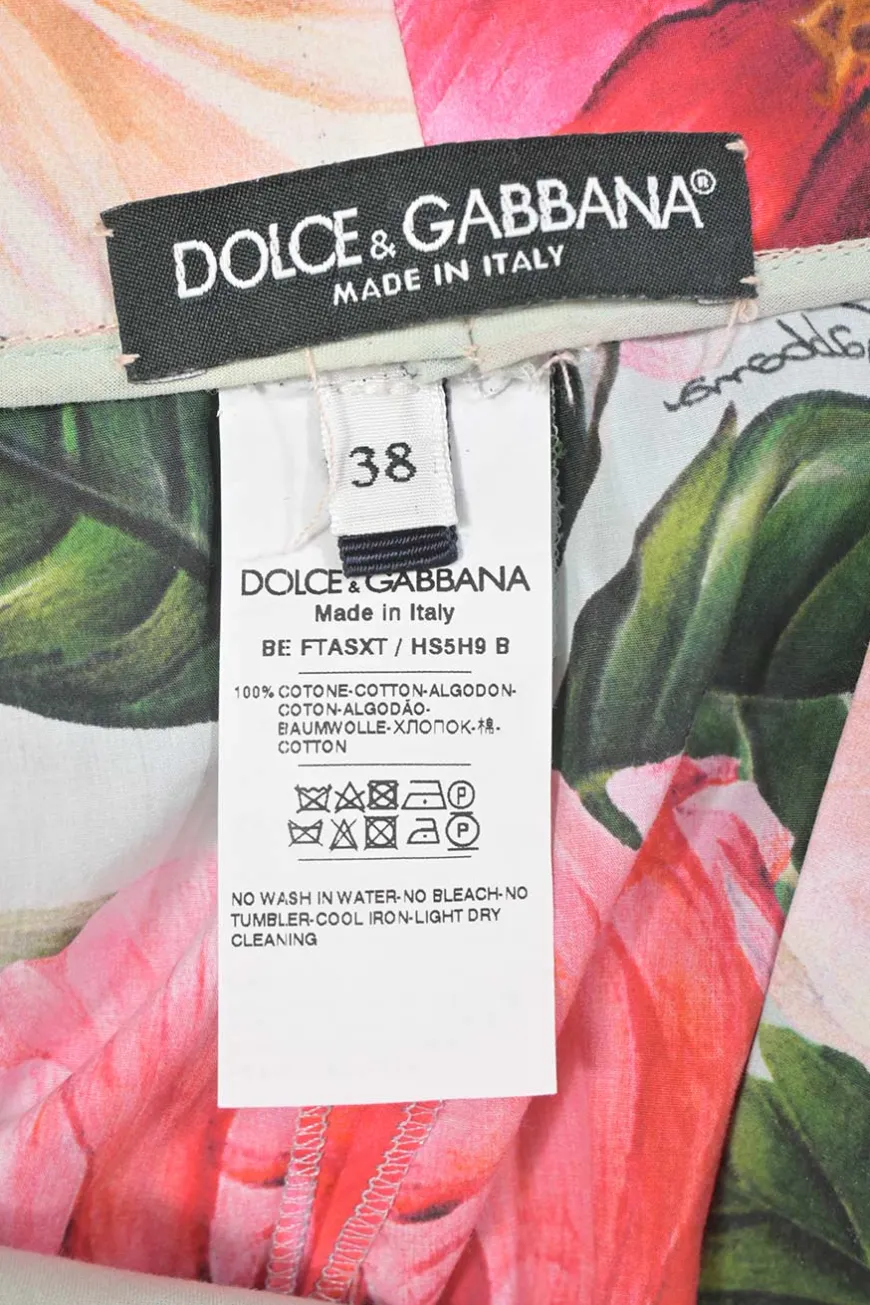 DOLCE & GABBANA®
MADE IN ITALY
38
DOLCE & GABBANA
Made in Italy
BE FTASXT / HS5H9 B
100% COTONE-COTTON-ALGODON-
COTON-ALGODÃO-
BAUMWOLLE-ХЛОПОК-棉-
COTTON
NO WASH IN WATER-NO BLEACH-NO
TUMBLER-COOL IRON-LIGHT DRY
CLEANING